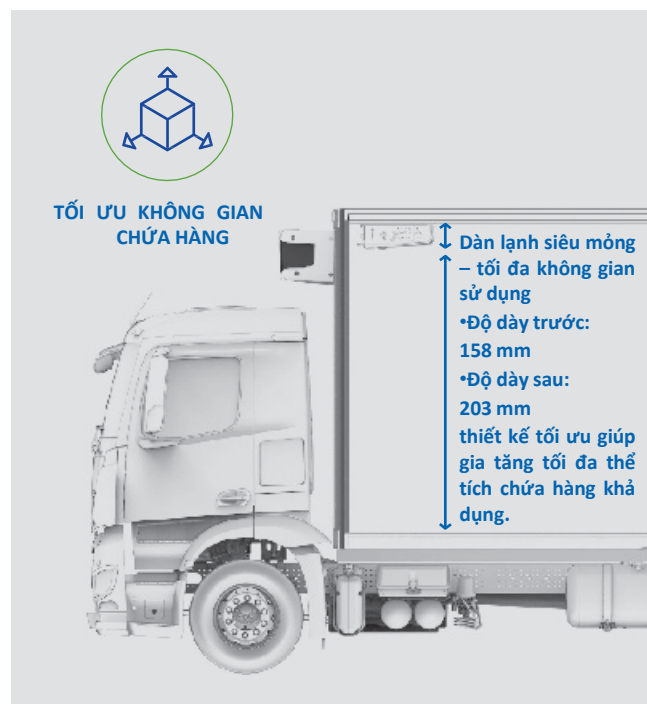 TỐI ƯU KHÔNG GIAN
CHỨA HÀNG
Dàn lạnh siêu mỏng
– tối đa không gian
sử dụng
•Độ dày trước:
158 mm
•Độ dày sau:
203 mm
thiết kế tối ưu giúp
gia tăng tối đa thể
tích chứa hàng khả
dụng.